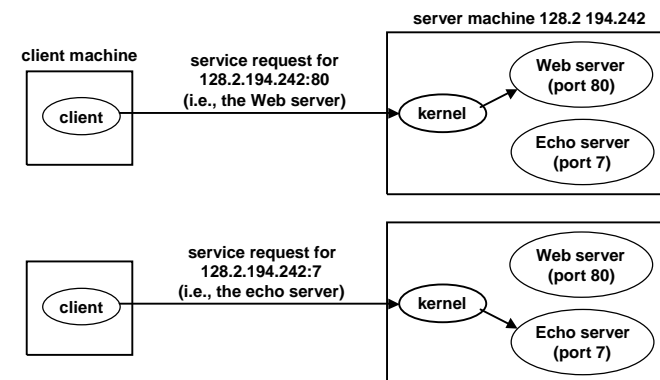 server machine 128.2 194.242
client machine
service request for
128.2.194.242:80
(i.e., the Web server)
client
kernel
Web server
(port 80)
Echo server
(port 7)
service request for
128.2.194.242:7
(i.e., the echo server)
client
kernel
Web server
(port 80)
Echo server
(port 7)